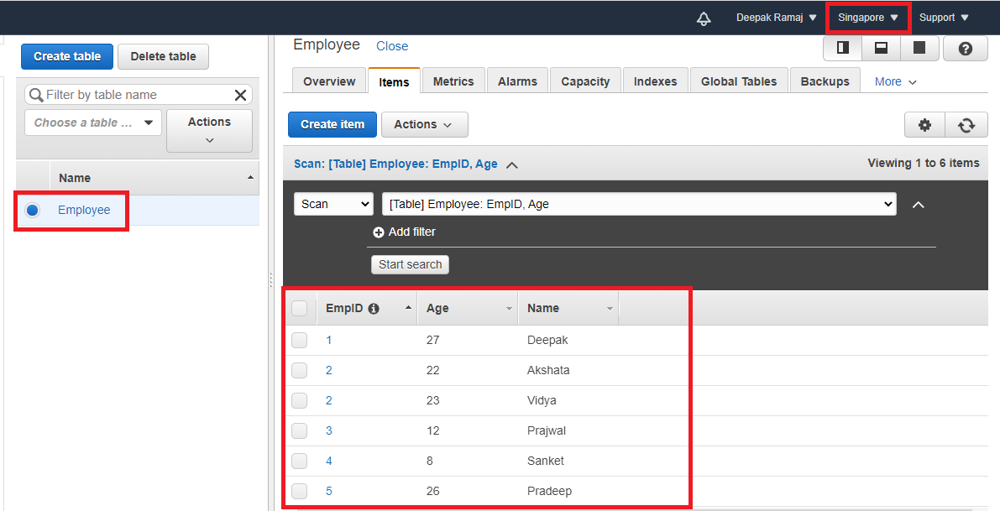 Deepak Ramaj Singapore Support
Create table Delete table
Filter by table name
Choose a table ... Actions
Name
Employee
Employee Close
Overview Items Metrics Alarms Capacity Indexes Global Tables Backups More
Create item Actions
Scan: [Table] Employee: EmpID, Age Viewing 1 to 6 items
Scan [Table] Employee: EmpID, Age
Add filter
Start search
EmpID Age Name
1 27 Deepak
2 22 Akshata
2 23 Vidya
3 12 Prajwal
4 8 Sanket
5 26 Pradeep